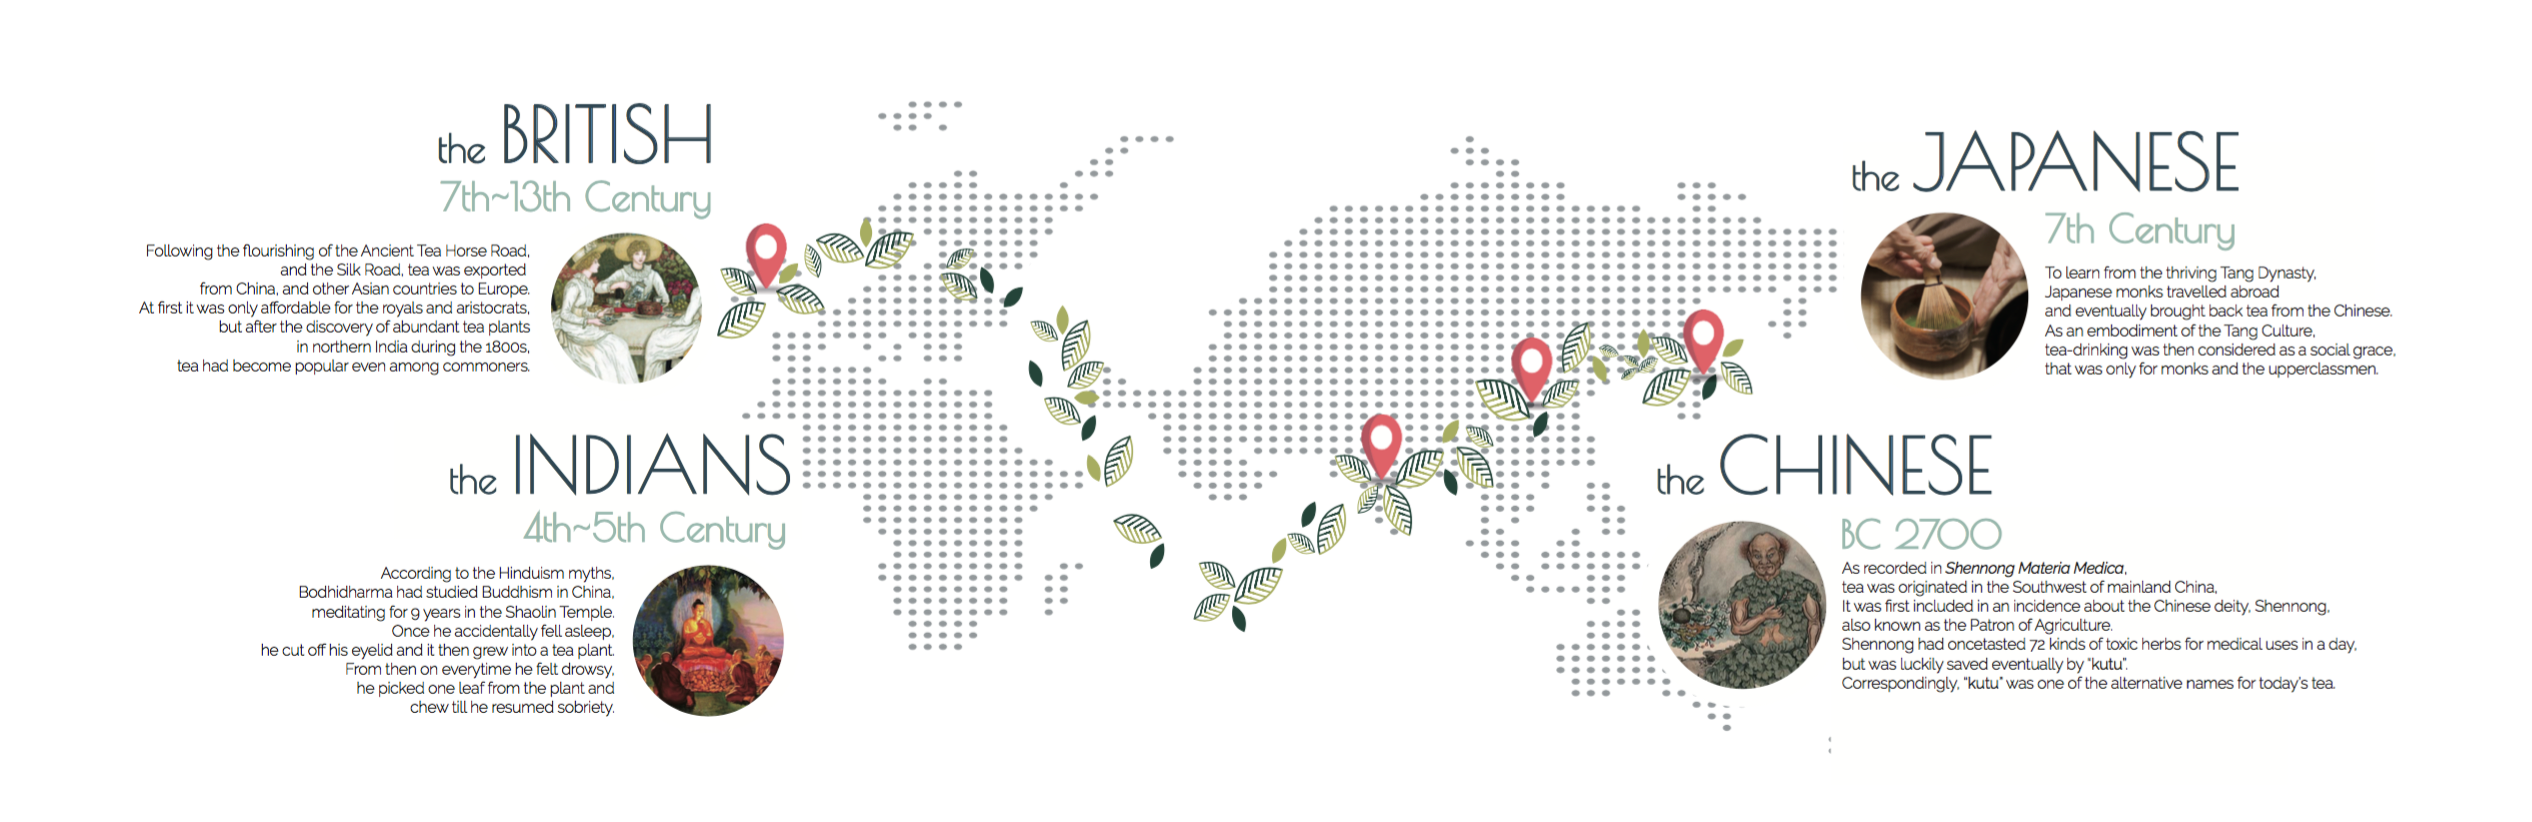 the BRITISH
7th~13th Century
Following the flourishing of the Ancient Tea Horse Road,
and the Silk Road, tea was exported
from China, and other Asian countries to Europe.
At first it was only affordable for the royals and aristocrats,
but after the discovery of abundant tea plants
in northern India during the 1800s,
tea had become popular even among commoners.
the INDIANS
4th~5th Century
According to the Hinduism myths,
Bodhidharma had studied Buddhism in China,
meditating for 9 years in the Shaolin Temple.
Once he accidentally fell asleep,
he cut off his eyelid and it then grew into a tea plant.
From then on everytime he felt drowsy,
he picked one leaf from the plant and
chew till he resumed sobriety.
the JAPANESE
7th Century
To learn from the thriving Tang Dynasty,
Japanese monks travelled abroad
and eventually brought back tea from the Chinese.
As an embodiment of the Tang Culture,
tea-drinking was then considered as a social grace,
that was only for monks and the upperclassmen.
the CHINESE
BC 2700
As recorded in Shennong Materia Medica,
tea was originated in the Southwest of mainland China,
It was first included in an incidence about the Chinese deity, Shennong,
also known as the Patron of Agriculture.
Shennong had oncetasted 72 kinds of toxic herbs for medical uses in a day,
but was luckily saved eventually by "kutu".
Correspondingly, "kutu" was one of the alternative names for today's tea.